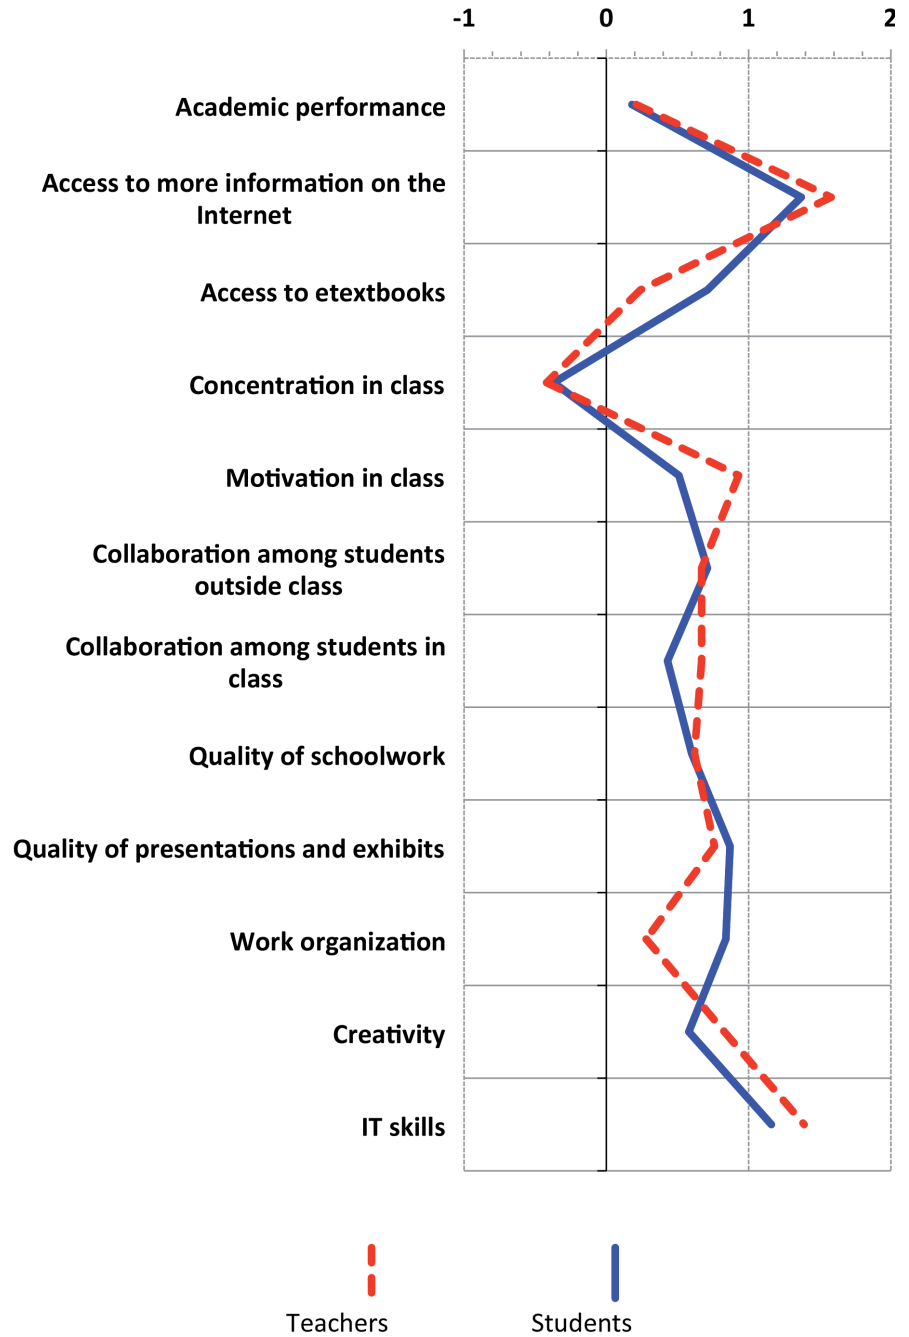 -1 0 1 2
Academic performance
Access to more information on the
Internet
Access to etextbooks
Concentration in class
Motivation in class
Collaboration among students
outside class
Collaboration among students in
class
Quality of schoolwork
Quality of presentations and exhibits
Work organization
Creativity
IT skills
Teachers Students